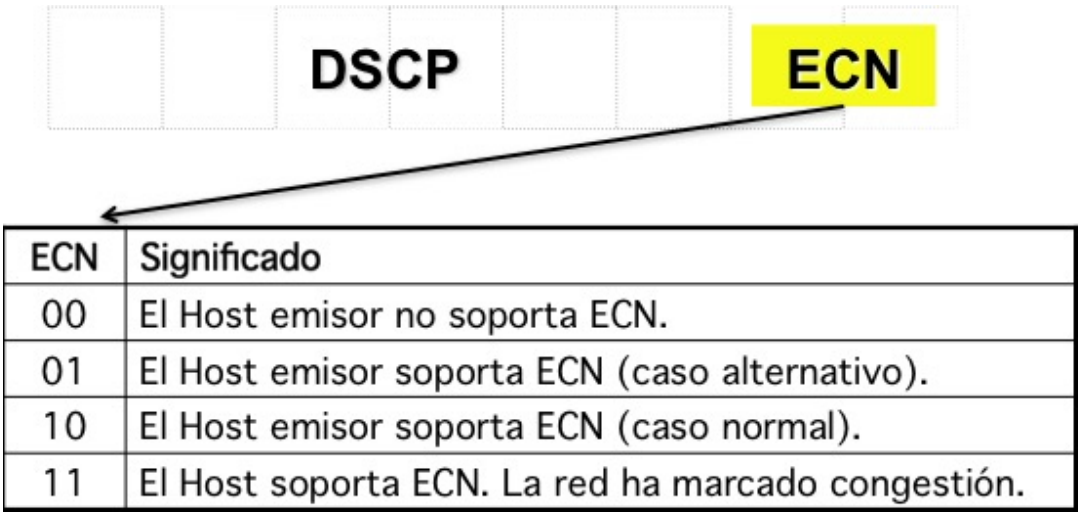 DSCP ECN
ECN Significado
00 El Host emisor no soporta ECN.
01 El Host emisor soporta ECN (caso alternativo).
10 El Host emisor soporta ECN (caso normal).
11 El Host soporta ECN. La red ha marcado congestión.